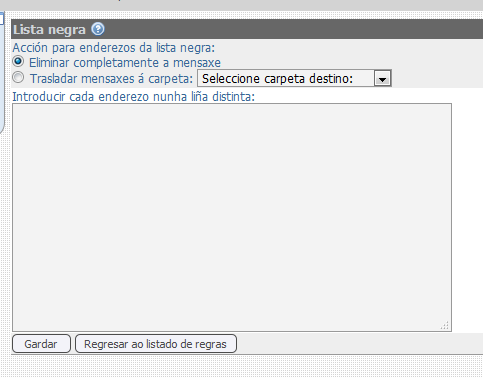 Lista negra ?
Acción para enderezos da lista negra:
Eliminar completamente a mensaxe
Trasladar mensaxes á carpeta: Seleccione carpeta destino:
Introducir cada enderezo nunha liña distinta:
Gardar Regresar ao listado de regras